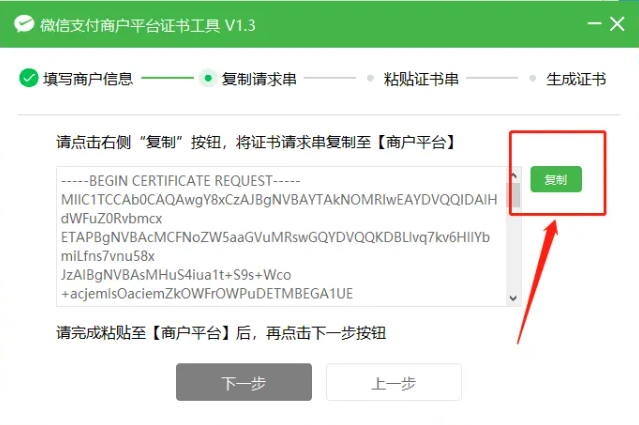 微信支付商户平台证书工具 V1.3
填写商户信息
复制请求串
粘贴证书串
生成证书
请点击右侧“复制”按钮，将证书请求串复制至【商户平台】
-----BEGIN CERTIFICATE REQUEST-----
MIIC1TCCAb0CAQAwgY8xCzAJBgNVBAYTAkNOMRIwEAYDVQQIDAlH
dWFuZ0Rvbmcx
ETAPBgNVBAcMCFNoZW5aaGVuMRswGQYDVQQKDBLlvq7kv6HllYb
miLfns7vnu58x
JzAlBgNVBAsMHuS4iua1t+S9s+Wco
+acjemlsOaciemZkOWFrOWPuDETMBEGA1UE
复制
请完成粘贴至【商户平台】后，再点击下一步按钮
下一步
上一步